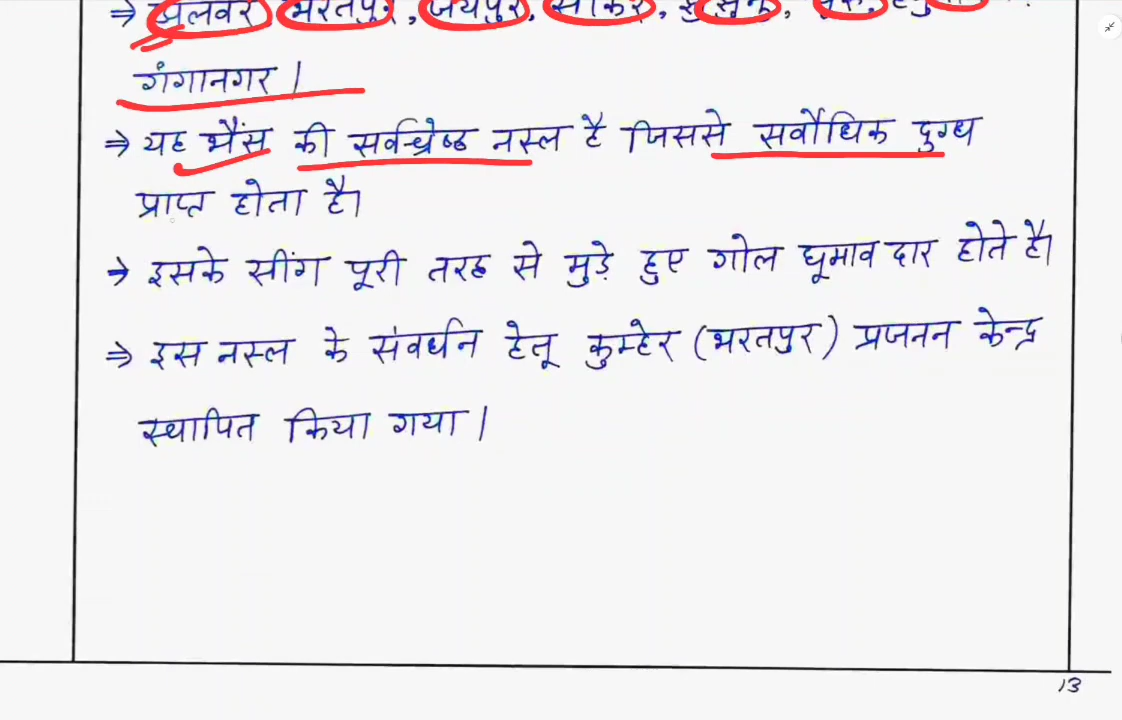 ⇒ अलवर, भरतपुर, जयपुर, सीकर,
गंगानगर।
⇒ यह भैंस की सर्वश्रेष्ठ नस्ल है जिससे सर्वाधिक दुग्ध
प्राप्त होता है।
⇒ इसके सींग पूरी तरह से मुड़े हुए गोल घूमावदार होते है।
⇒ इस नस्ल के संवर्धन हेतू कुम्हेर (भरतपुर) प्रजनन केन्द्र
स्थापित किया गया।
13